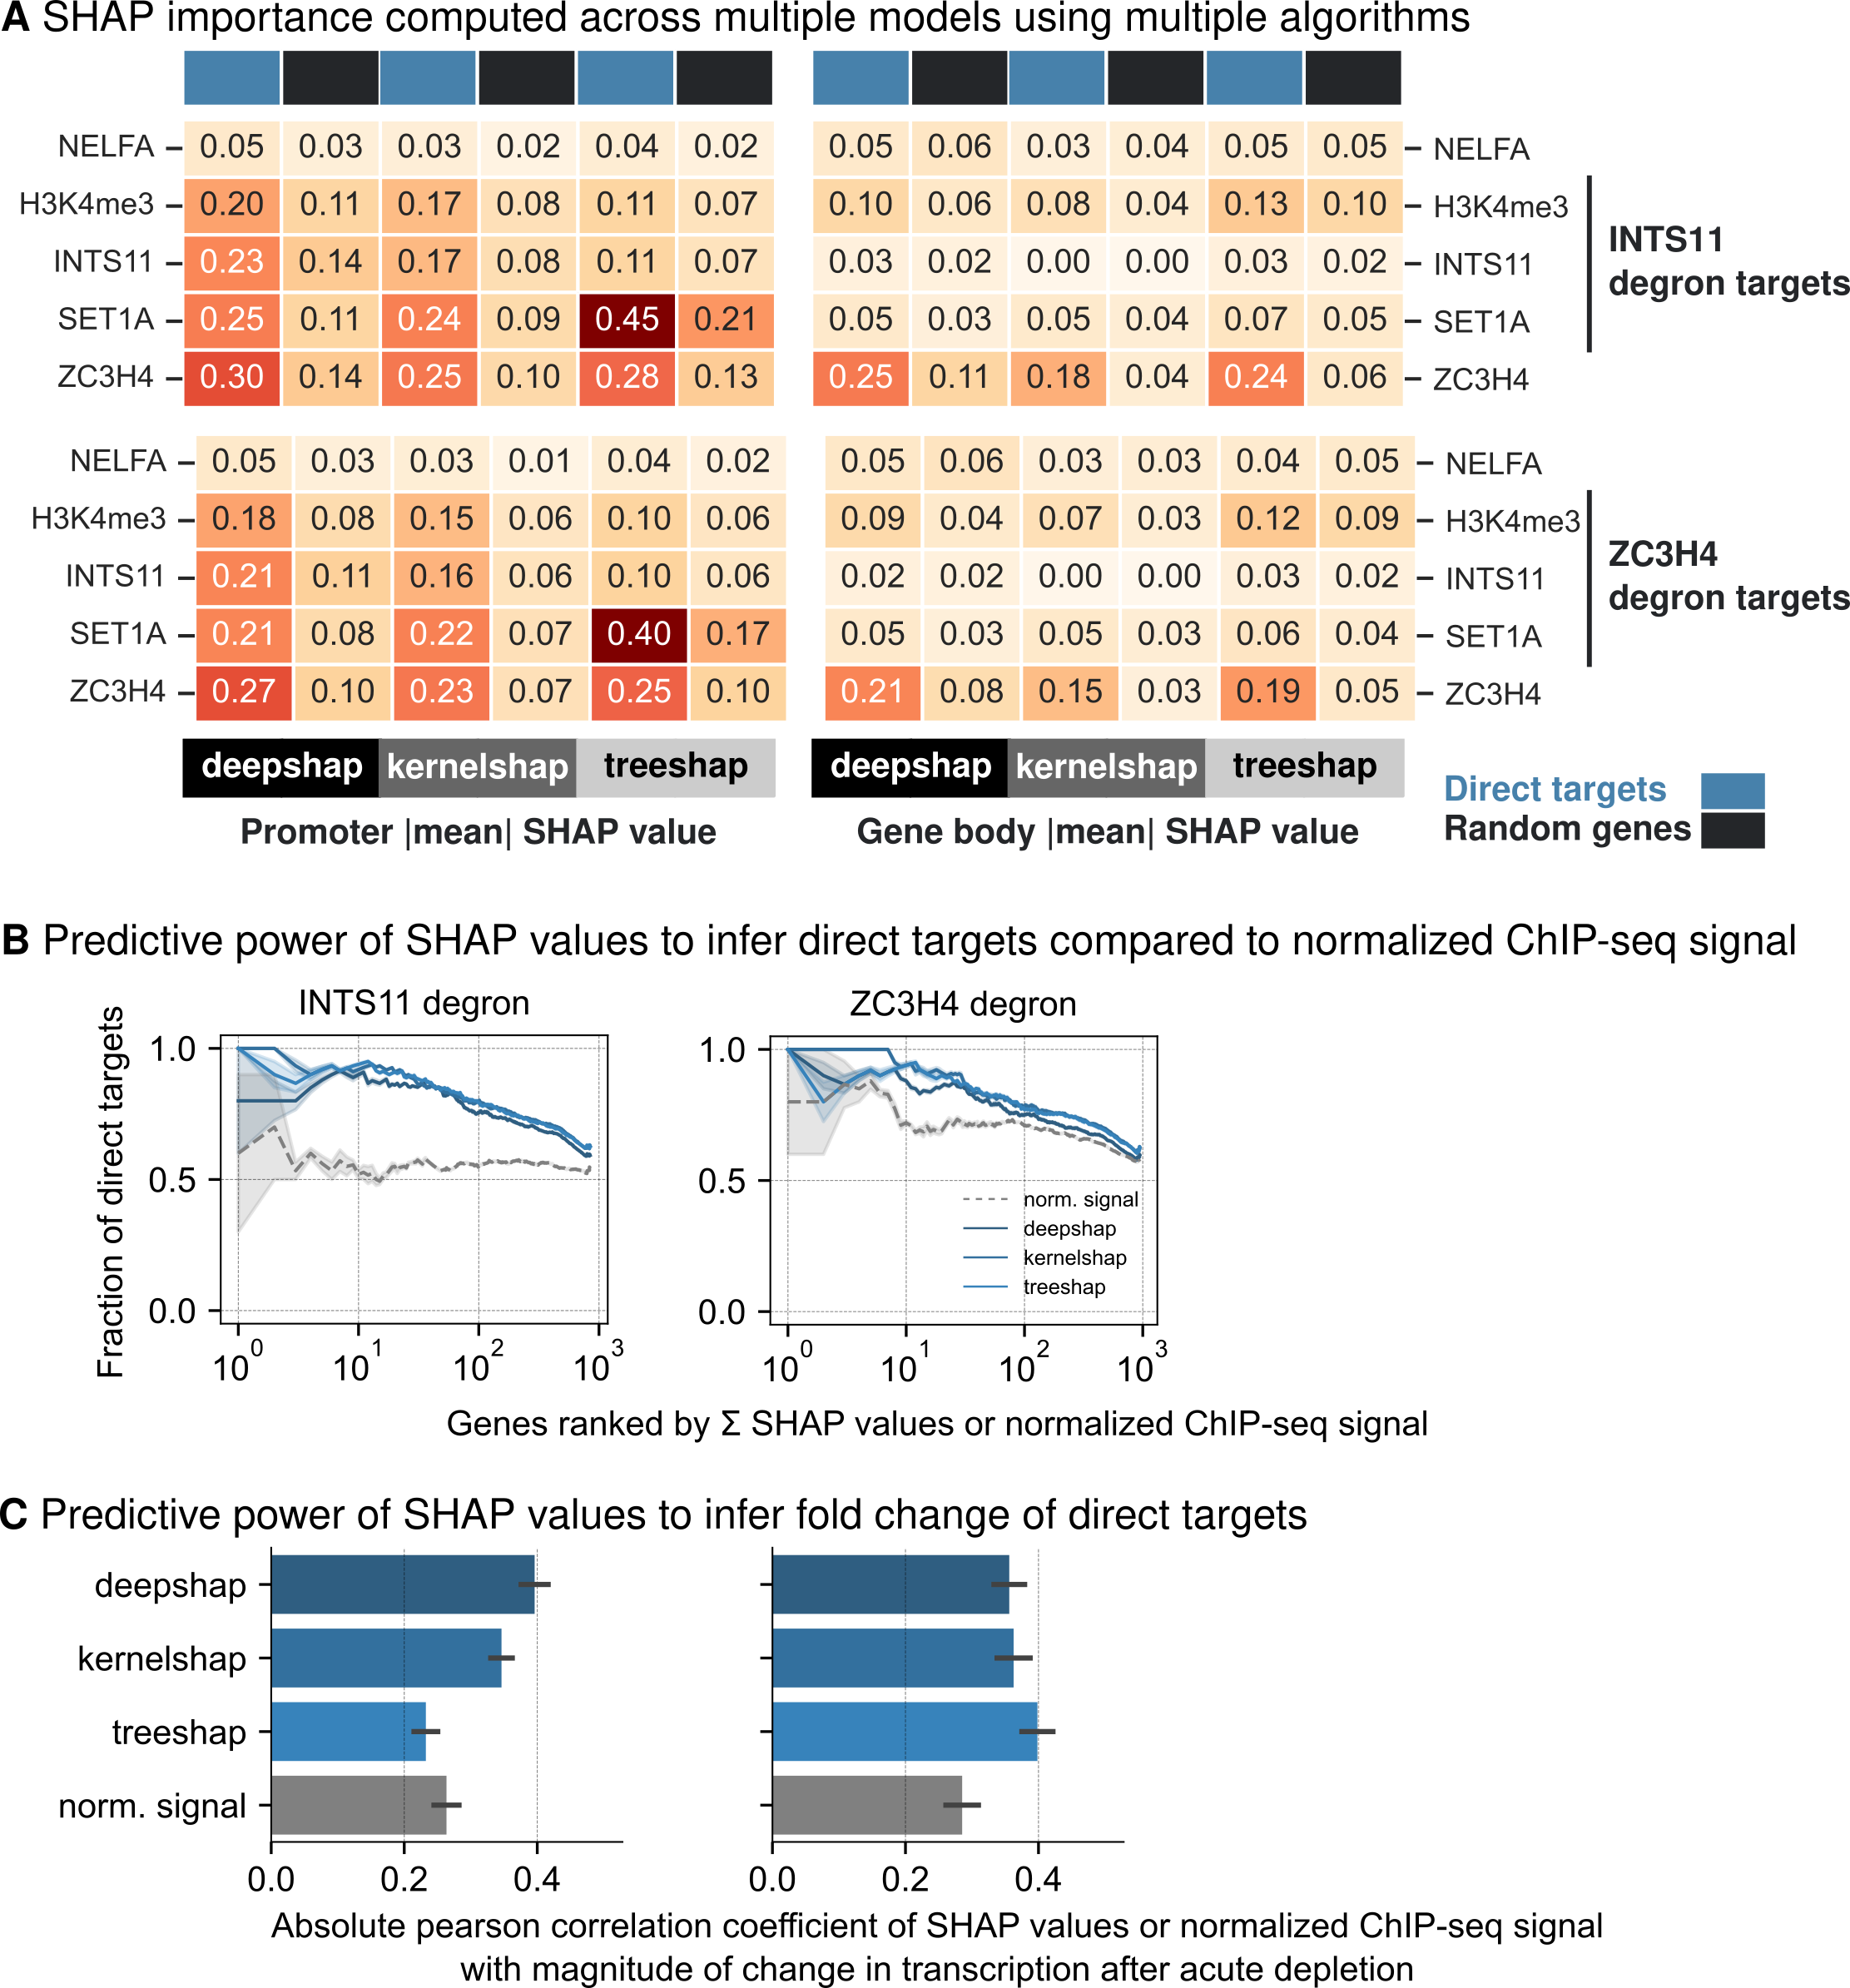 A SHAP importance computed across multiple models using multiple algorithms
NELFA 0.05 0.03 0.03 0.02 0.04 0.02 0.05 0.06 0.03 0.04 0.05 0.05 NELFA
H3K4me3 0.20 0.11 0.17 0.08 0.11 0.07 0.10 0.06 0.08 0.04 0.13 0.10 H3K4me3
INTS11 0.23 0.14 0.17 0.08 0.11 0.07 0.03 0.02 0.00 0.00 0.03 0.02 INTS11
SET1A 0.25 0.11 0.24 0.09 0.45 0.21 0.05 0.03 0.05 0.04 0.07 0.05 SET1A
ZC3H4 0.30 0.14 0.25 0.10 0.28 0.13 0.25 0.11 0.18 0.04 0.24 0.06 ZC3H4
INTS11
degron targets
NELFA 0.05 0.03 0.03 0.01 0.04 0.02 0.05 0.06 0.03 0.03 0.04 0.05 NELFA
H3K4me3 0.18 0.08 0.15 0.06 0.10 0.06 0.09 0.04 0.07 0.03 0.12 0.09 H3K4me3
INTS11 0.21 0.11 0.16 0.06 0.10 0.06 0.02 0.02 0.00 0.00 0.03 0.02 INTS11
SET1A 0.21 0.08 0.22 0.07 0.40 0.17 0.05 0.03 0.05 0.03 0.06 0.04 SET1A
ZC3H4 0.27 0.10 0.23 0.07 0.25 0.10 0.21 0.08 0.15 0.03 0.19 0.05 ZC3H4
ZC3H4
degron targets
deepshap kernelshap treeshap deepshap kernelshap treeshap
Promoter |mean| SHAP value Gene body |mean| SHAP value
Direct targets
Random genes
B Predictive power of SHAP values to infer direct targets compared to normalized ChIP-seq signal
INTS11 degron ZC3H4 degron
Fraction of direct targets
1.0 1.0
0.5 0.5
0.0 0.0
norm. signal
deepshap
kernelshap
treeshap
10^0 10^1 10^2 10^3 10^0 10^1 10^2 10^3
Genes ranked by Σ SHAP values or normalized ChIP-seq signal
C Predictive power of SHAP values to infer fold change of direct targets
deepshap
kernelshap
treeshap
norm. signal
0.0 0.2 0.4 0.0 0.2 0.4
Absolute pearson correlation coefficient of SHAP values or normalized ChIP-seq signal
with magnitude of change in transcription after acute depletion